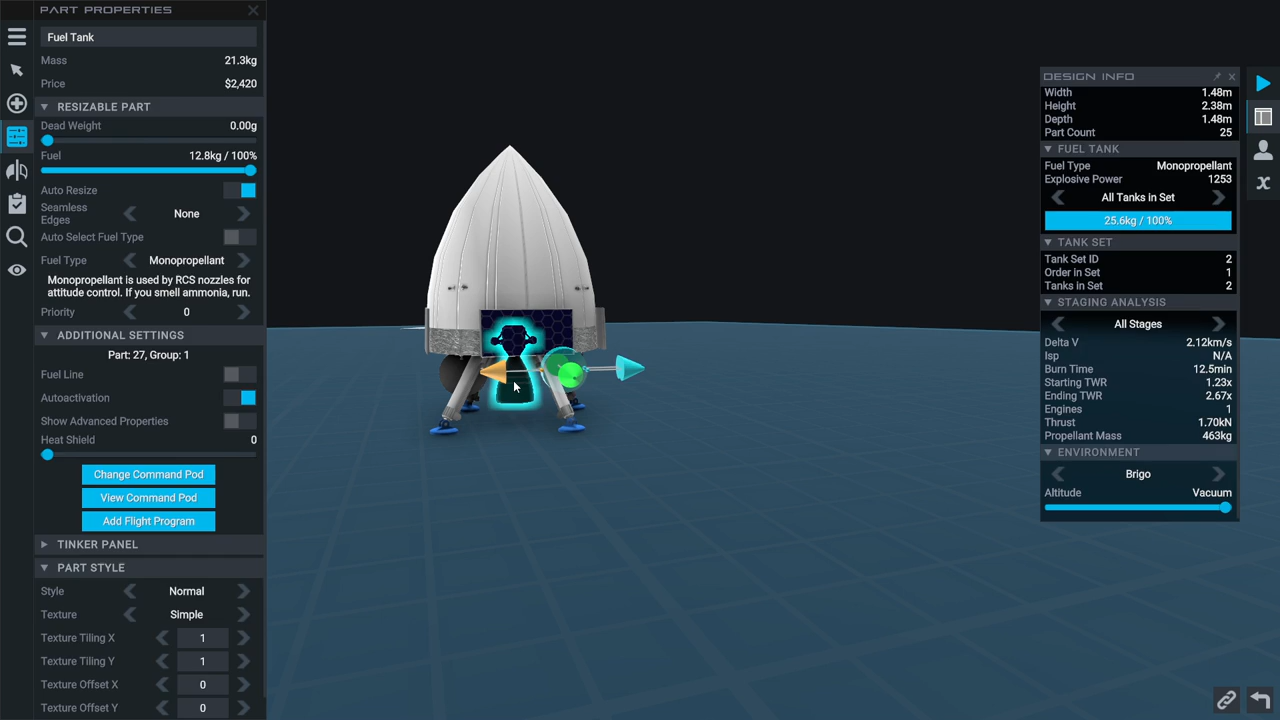 PART PROPERTIES
Fuel Tank
Mass 21.3kg
Price $2,420
RESIZABLE PART
Dead Weight 0.00g
Fuel 12.8kg / 100%
Auto Resize
Seamless
Edges
None
Auto Select Fuel Type
Fuel Type Monopropellant
Monopropellant is used by RCS nozzles for
attitude control. If you smell ammonia, run.
Priority 0
ADDITIONAL SETTINGS
Part: 27, Group: 1
Fuel Line
Autoactivation
Show Advanced Properties
Heat Shield 0
Change Command Pod
View Command Pod
Add Flight Program
TINKER PANEL
PART STYLE
Style Normal
Texture Simple
Texture Tiling X 1
Texture Tiling Y 1
Texture Offset X 0
Texture Offset Y 0
DESIGN INFO
Width 1.48m
Height 2.38m
Depth 1.48m
Part Count 25
FUEL TANK
Fuel Type Monopropellant
Explosive Power 1253
All Tanks in Set
25.6kg / 100%
TANK SET
Tank Set ID 2
Order in Set 1
Tanks in Set 2
STAGING ANALYSIS
All Stages
Delta V 2.12km/s
Isp N/A
Burn Time 12.5min
Starting TWR 1.23x
Ending TWR 2.67x
Engines 1
Thrust 1.70kN
Propellant Mass 463kg
ENVIRONMENT
Brigo
Altitude Vacuum